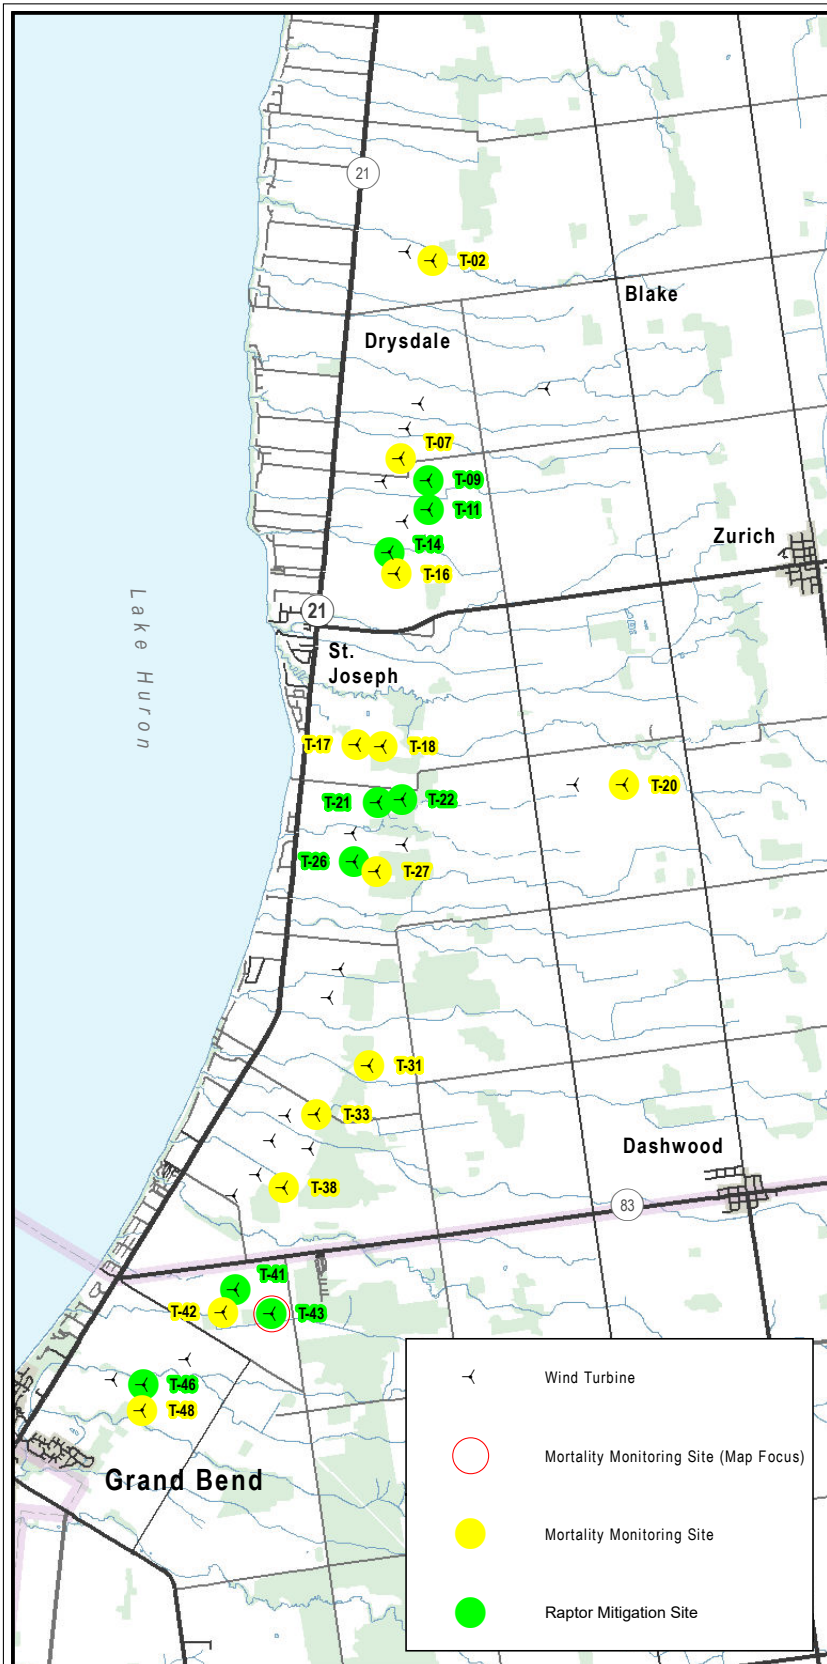 21
T-02
Blake
Drysdale
T-07
T-09
T-11
Zurich
T-14
T-16
Lake Huron
21
St.
Joseph
T-17
T-18
T-20
T-21
T-22
T-26
T-27
T-31
T-33
Dashwood
T-38
83
T-41
T-42
T-43
T-46
T-48
Grand Bend
Wind Turbine
Mortality Monitoring Site (Map Focus)
Mortality Monitoring Site
Raptor Mitigation Site